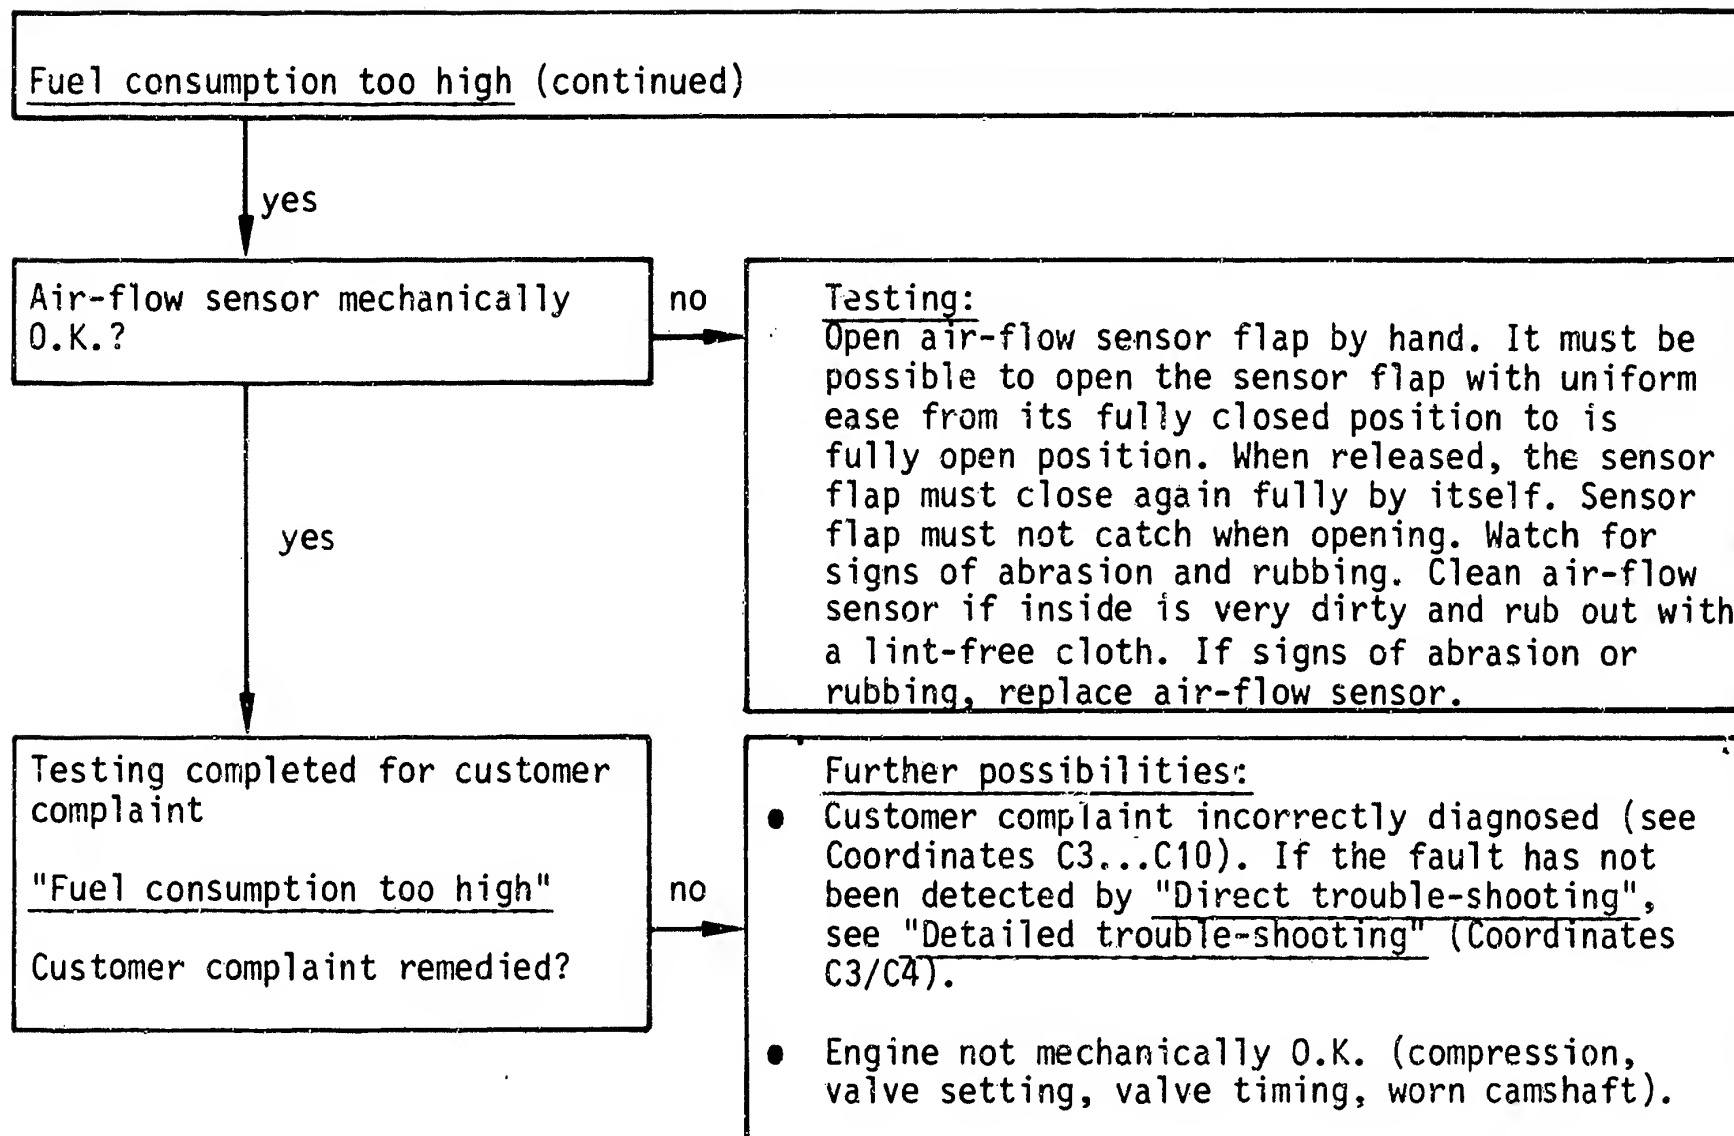 Fuel consumption too high (continued)
yes
Air-flow sensor mechanically
O.K.?
no
Testing:
Open air-flow sensor flap by hand. It must be
possible to open the sensor flap with uniform
ease from its fully closed position to is
fully open position. When released, the sensor
flap must close again fully by itself. Sensor
flap must not catch when opening. Watch for
signs of abrasion and rubbing. Clean air-flow
sensor if inside is very dirty and rub out with
a lint-free cloth. If signs of abrasion or
rubbing, replace air-flow sensor.
yes
Testing completed for customer
complaint
"Fuel consumption too high"
Customer complaint remedied?
no
Further possibilities:
● Customer complaint incorrectly diagnosed (see
Coordinates C3...C10). If the fault has not
been detected by "Direct trouble-shooting",
see "Detailed trouble-shooting" (Coordinates
C3/C4).
● Engine not mechanically O.K. (compression,
valve setting, valve timing, worn camshaft).